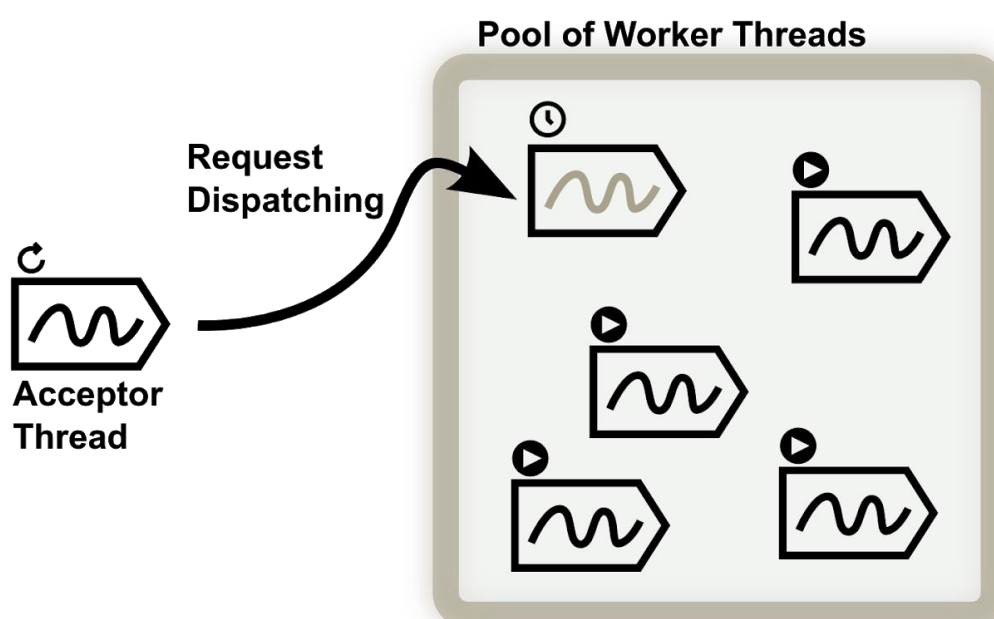 Pool of Worker Threads
Request
Dispatching
Acceptor
Thread